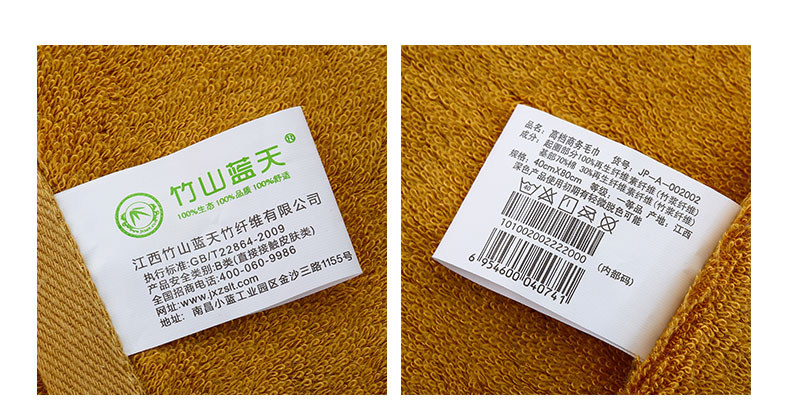 竹山蓝天
100%生态 100%品质 100%舒适
江西竹山蓝天竹纤维有限公司
执行标准:GB/T22864-2009
产品安全类别:B类(直接接触皮肤类)
全国招商电话:400-060-9986
网址:www.jxzslt.com
地址: 南昌小蓝工业园区金沙三路1155号
品名: 高档商务毛巾 货号: JP-A-002002
成分: 起圈部分100%再生纤维素纤维(竹浆纤维)
基部70%棉 30%再生纤维素纤维(竹浆纤维)
规格: 40cmX80cm 等级: 一等品 产地: 江西
深色产品使用初期有轻微脱色可能
101002002222000
(内部码)
6 954600 040741